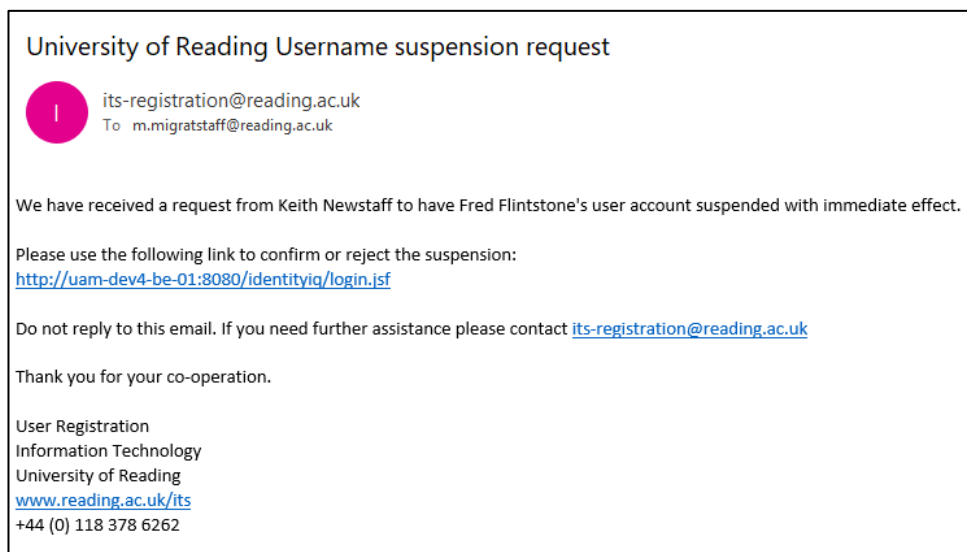 University of Reading Username suspension request
I
its-registration@reading.ac.uk
To m.migratstaff@reading.ac.uk
We have received a request from Keith Newstaff to have Fred Flintstone's user account suspended with immediate effect.
Please use the following link to confirm or reject the suspension:
http://uam-dev4-be-01:8080/identityiq/login.jsf
Do not reply to this email. If you need further assistance please contact its-registration@reading.ac.uk
Thank you for your co-operation.
User Registration
Information Technology
University of Reading
www.reading.ac.uk/its
+44 (0) 118 378 6262